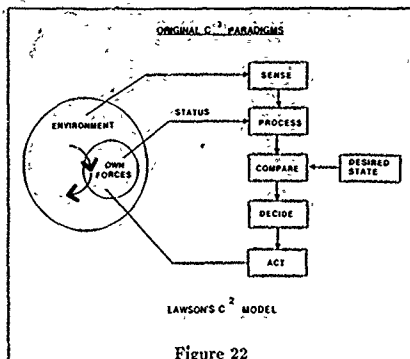 ORIGINAL C³ PARADIGMS
SENSE
ENVIRONMENT
STATUS
PROCESS
OWN
FORCES
COMPARE
DESIRED
STATE
DECIDE
ACT
LAWSON'S C² MODEL
Figure 22